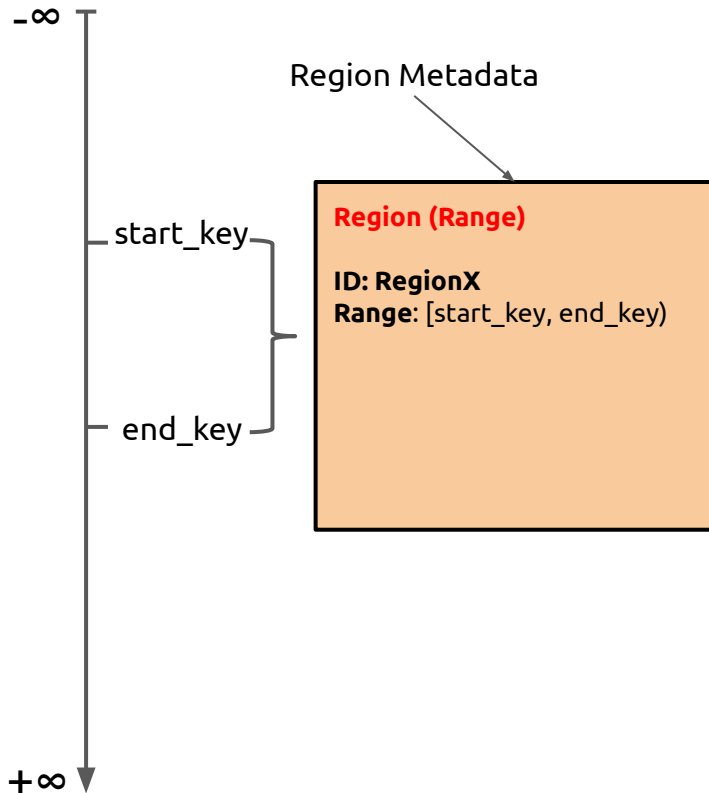 -∞
Region Metadata
start_key
Region (Range)
ID: RegionX
Range: [start_key, end_key)
end_key
+∞